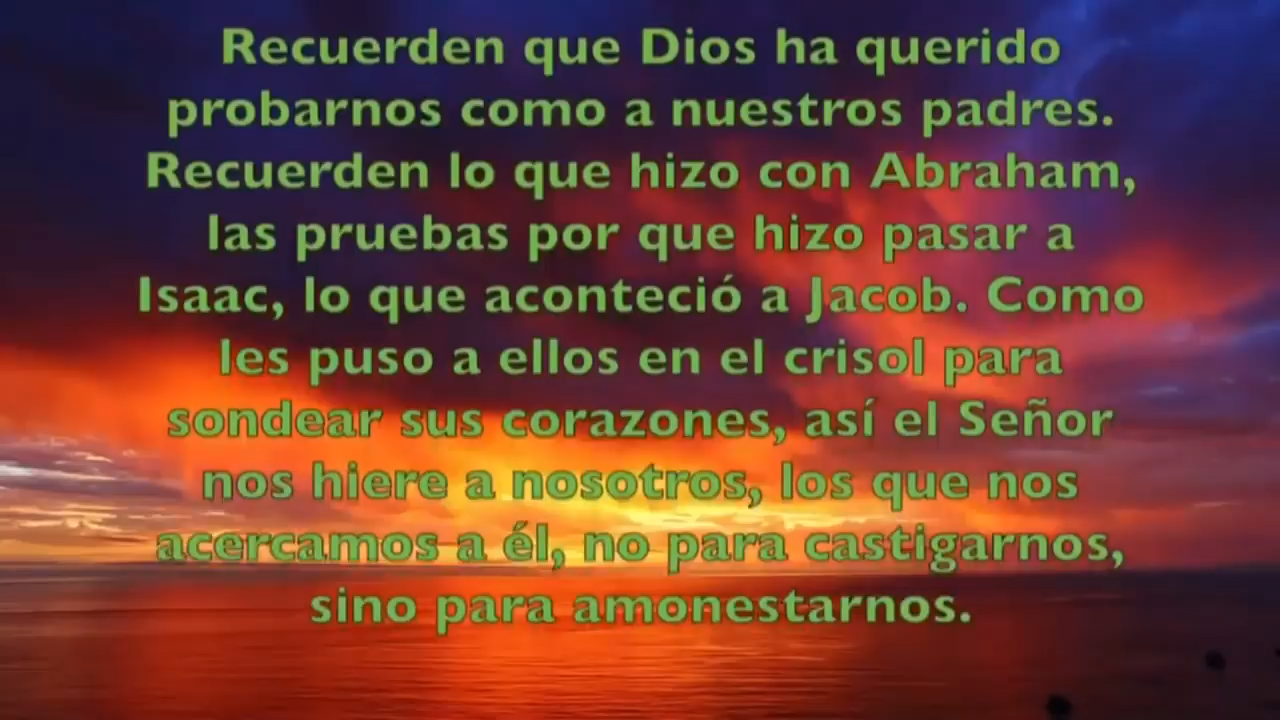 Recuerden que Dios ha querido
probarnos como a nuestros padres.
Recuerden lo que hizo con Abraham,
las pruebas por que hizo pasar a
Isaac, lo que aconteció a Jacob. Como
les puso a ellos en el crisol para
sondear sus corazones, así el Señor
nos hiere a nosotros, los que nos
acercamos a él, no para castigarnos,
sino para amonestarnos.